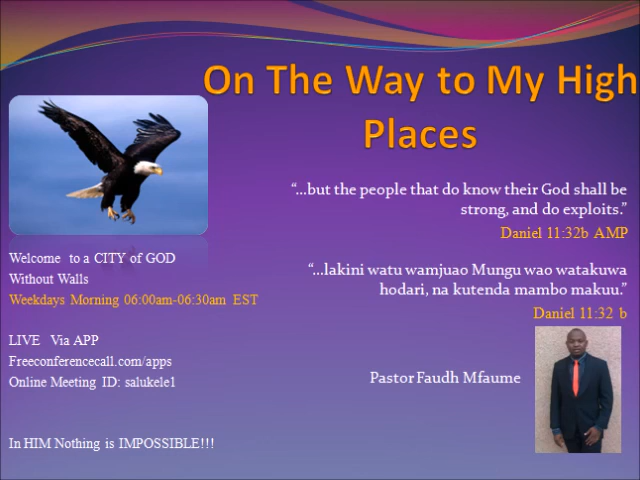 On The Way to My High
Places
“...but the people that do know their God shall be
strong, and do exploits.”
Daniel 11:32b AMP
“...lakini watu wamjuao Mungu wao watakuwa
hodari, na kutenda mambo makuu.”
Daniel 11:32 b
Pastor Faudh Mfaume
Welcome to a CITY of GOD
Without Walls
Weekdays Morning 06:00am-06:30am EST
LIVE Via APP
Freeconferencecall.com/apps
Online Meeting ID: salukele1
In HIM Nothing is IMPOSSIBLE!!!